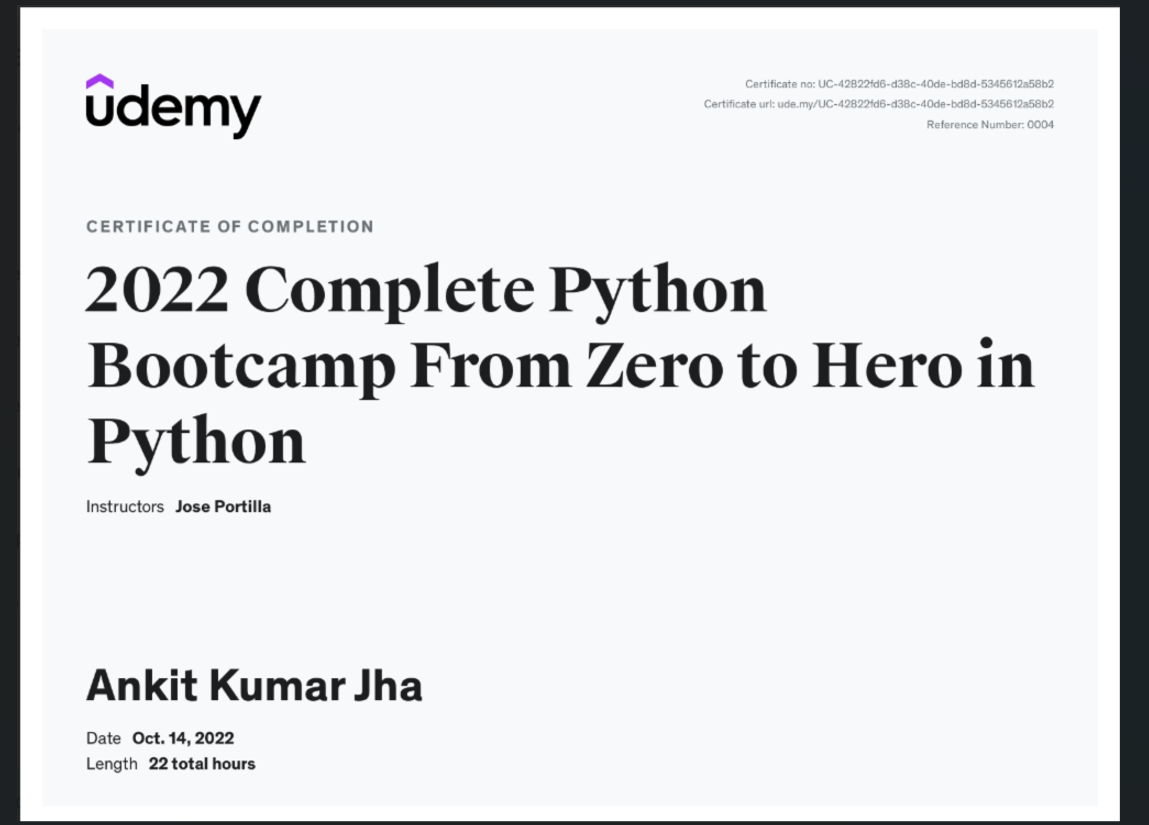 udemy
Certificate no: UC-42822fd6-d38c-40de-bd8d-5345612a58b2
Certificate url: ude.my/UC-42822fd6-d38c-40de-bd8d-5345612a58b2
Reference Number: 0004
CERTIFICATE OF COMPLETION
2022 Complete Python
Bootcamp From Zero to Hero in
Python
Instructors Jose Portilla
Ankit Kumar Jha
Date Oct. 14, 2022
Length 22 total hours